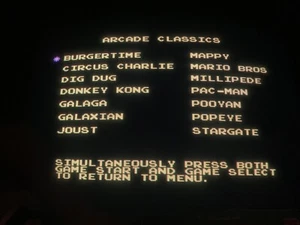 ARCADE CLASSICS
BURGERTIME MAPPY
CIRCUS CHARLIE MARIO BROS
DIG DUG MILLIPEDE
DONKEY KONG PAC-MAN
GALAGA POOYAN
GALAXIAN POPEYE
JOUST STARGATE
SIMULTANEOUSLY PRESS BOTH
GAME START AND GAME SELECT
TO RETURN TO MENU.